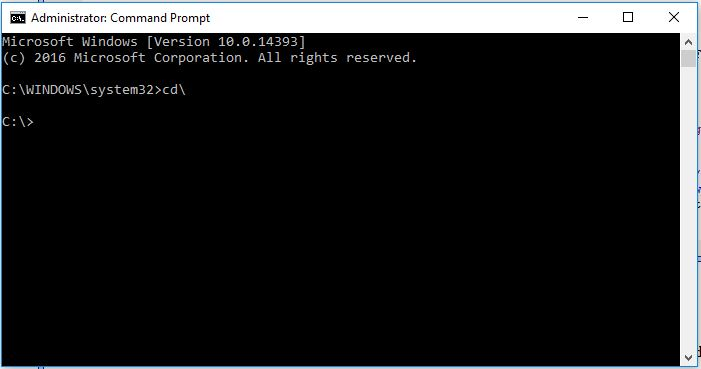 Administrator: Command Prompt
Microsoft Windows [Version 10.0.14393]
(c) 2016 Microsoft Corporation. All rights reserved.
C:\WINDOWS\system32>cd\
C:\>